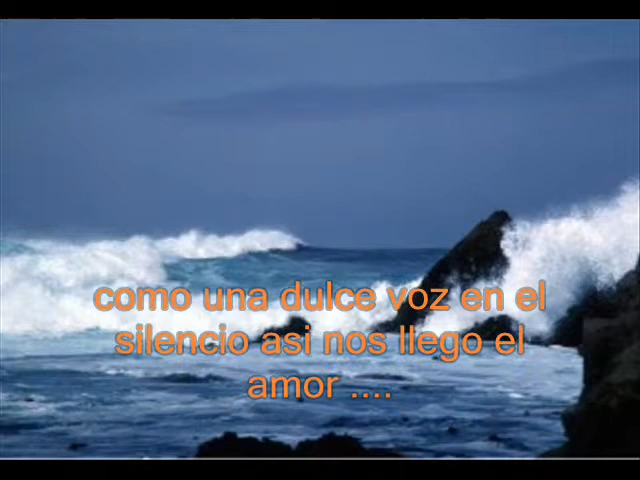 como una dulce voz en el
silencio asi nos llego el
amor ....